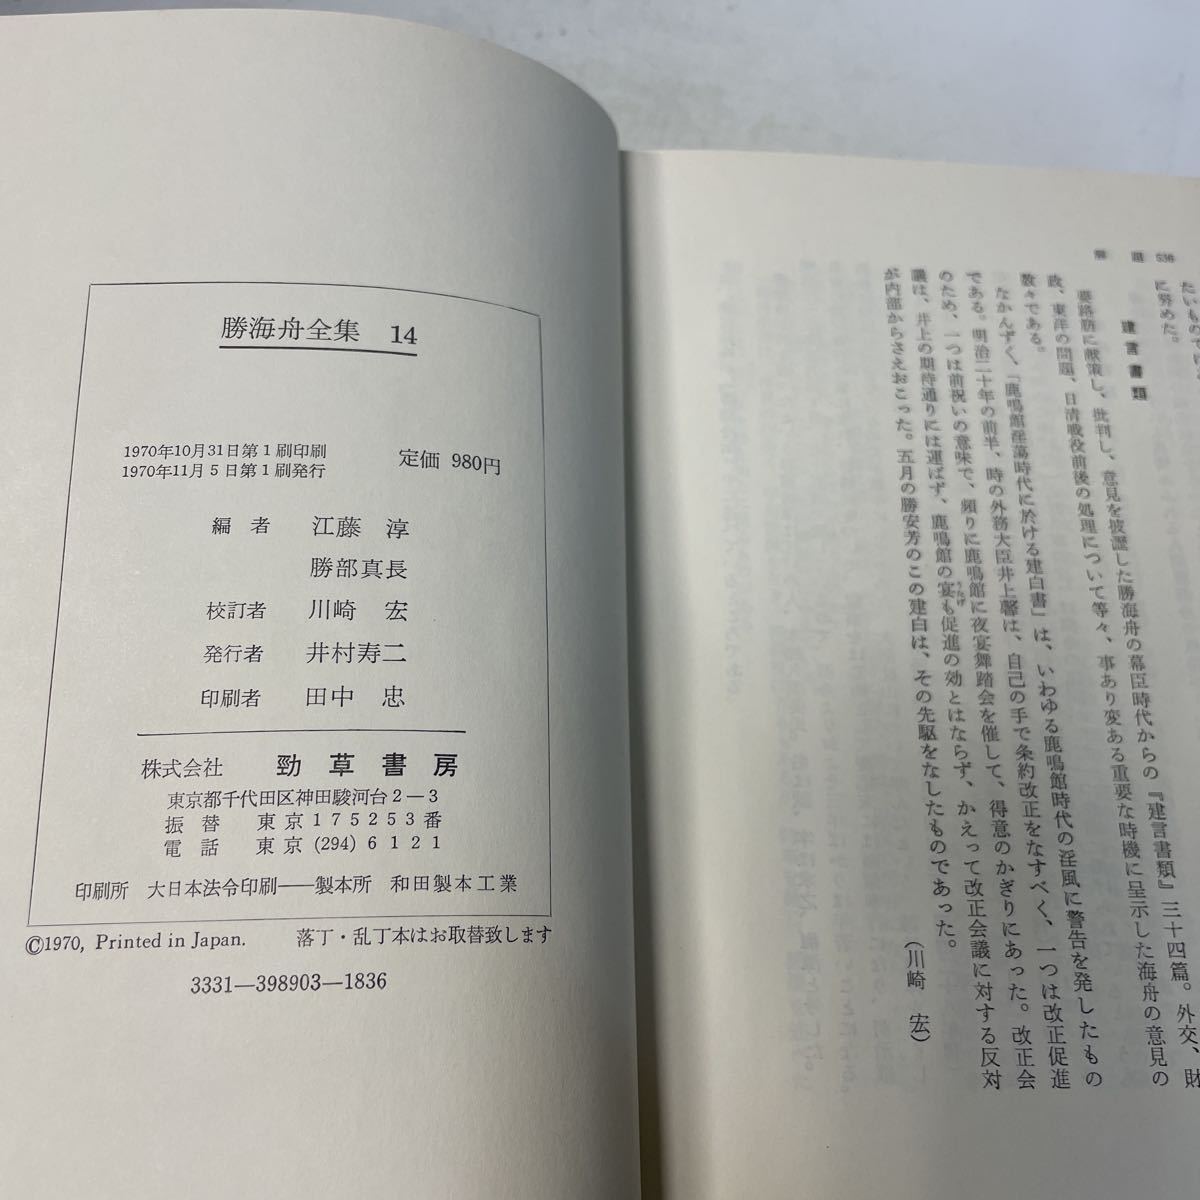 勝海舟全集 14
1970年10月31日第1刷印刷
1970年11月5日第1刷発行
定価 980円
編者 江藤淳
勝部真長
校訂者 川崎宏
発行者 井村寿二
印刷者 田中忠
株式会社 勁草書房
東京都千代田区神田駿河台2-3
振替 東京175253番
電話 東京(294)6121
印刷所 大日本法令印刷──製本所 和田製本工業
©1970, Printed in Japan. 落丁・乱丁本はお取替致します
3331—398903—1836
解題 536
に努めた。
建言書類
要路筋に献策し、批判し、意見を披瀝した勝海舟の幕臣時代からの『建言書類』三十四篇。外交、財
政、東洋の問題、日清戦役前後の処理について等々、事あり変ある重要な時機に呈示した海舟の意見の
数々である。
なかんずく、「鹿鳴館淫蕩時代に於ける建白書」は、いわゆる鹿鳴館時代の淫風に警告を発したもの
である。明治二十年の前半、時の外務大臣井上馨は、自己の手で条約改正をなすべく、一つは改正促進
のため、一つは前祝いの意味で、頻りに鹿鳴館に夜宴舞踏会を催して、得意のかぎりにあった。改正会
議は、井上の期待通りには運ばず、鹿鳴館の宴うたげも促進の効とはならず、かえって改正会議に対する反対
が内部からさえおこった。五月の勝安芳のこの建白は、その先駆をなしたものであった。
（川崎 宏）